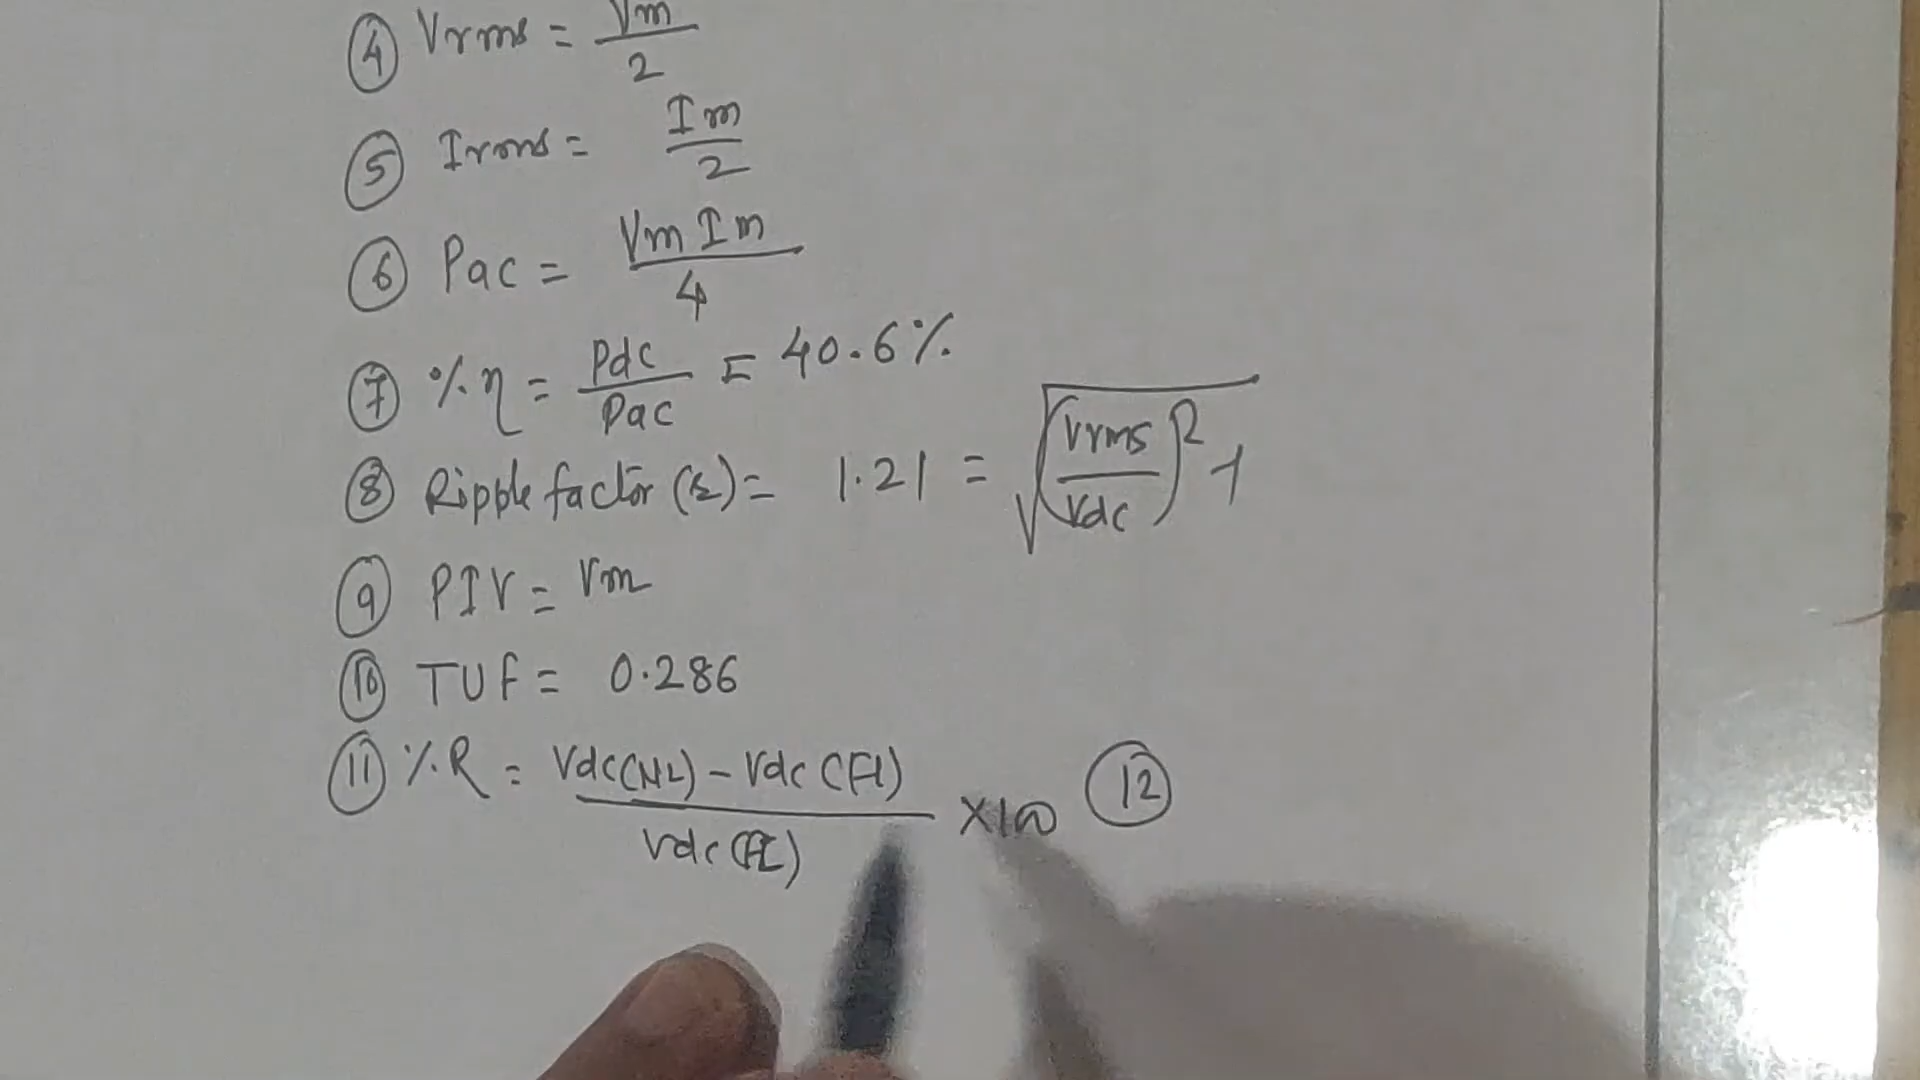 ④ Vrms = Vm/2
⑤ Irms = Im/2
⑥ Pac = Vm Im/4
⑦ %η = Pdc/Pac = 40.6%
⑧ Ripple factor (r) = 1.21 = √((Vrms/Vdc)² - 1)
⑨ PIV = Vm
⑩ TUF = 0.286
⑪ %R = Vdc(NL) - Vdc(FL)/Vdc(FL) × 100 ⑫